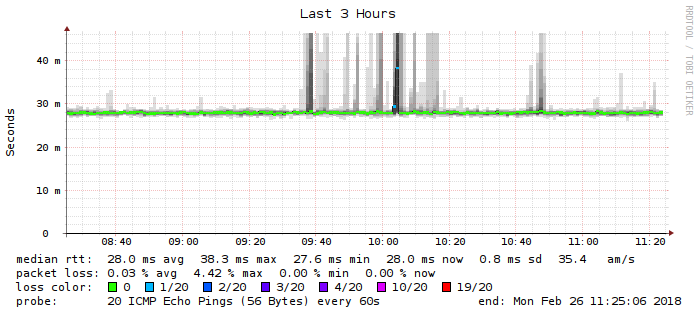 Last 3 Hours
RRDTOOL / TOBI OETIKER
Seconds
40 m
30 m
20 m
10 m
0
08:40 09:00 09:20 09:40 10:00 10:20 10:40 11:00 11:20
median rtt: 28.0 ms avg 38.3 ms max 27.6 ms min 28.0 ms now 0.8 ms sd 35.4 am/s
packet loss: 0.03 % avg 4.42 % max 0.00 % min 0.00 % now
loss color: 0 1/20 2/20 3/20 4/20 10/20 19/20
probe: 20 ICMP Echo Pings (56 Bytes) every 60s end: Mon Feb 26 11:25:06 2018